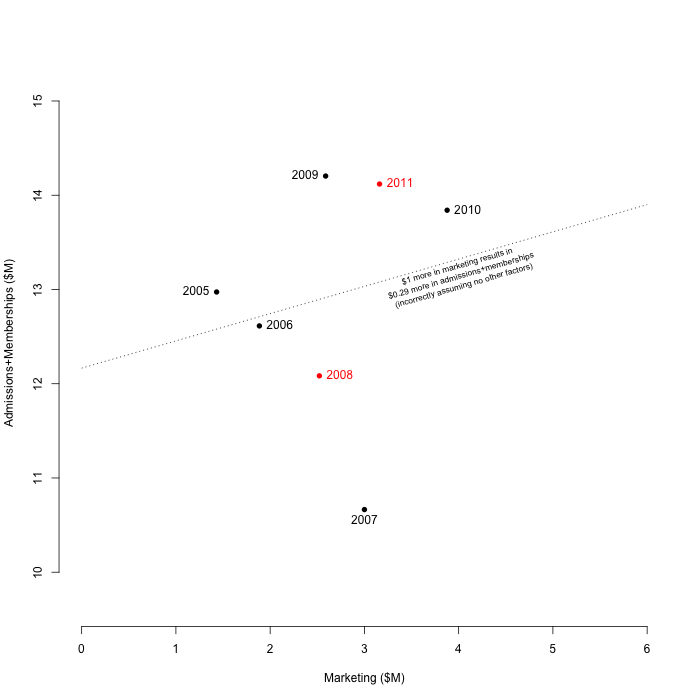 15
14
13
12
11
10
Admissions+Memberships ($M)
2009
2011
2010
$1 more in marketing results in
$0.29 more in admissions+memberships
(incorrectly assuming no other factors)
2005
2006
2008
2007
0 1 2 3 4 5 6
Marketing ($M)